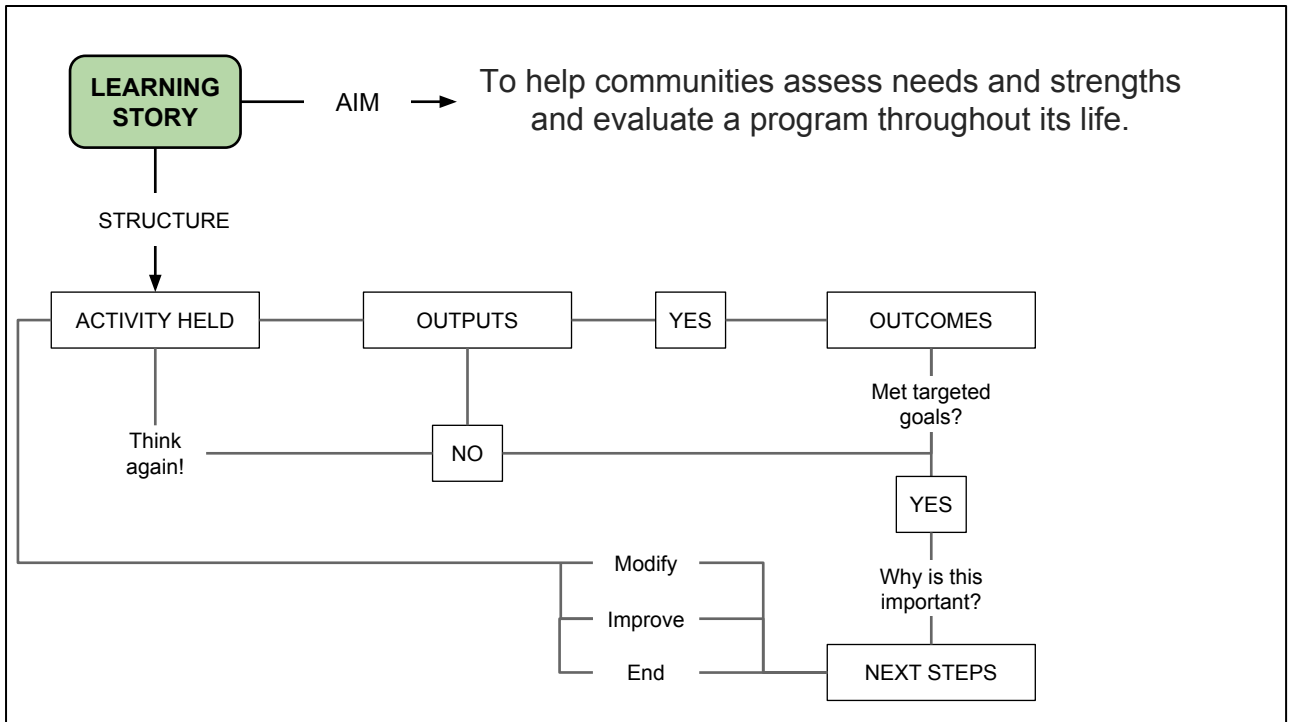 LEARNING
STORY
AIM
To help communities assess needs and strengths
and evaluate a program throughout its life.
STRUCTURE
ACTIVITY HELD
OUTPUTS
YES
OUTCOMES
Met targeted
goals?
Think
again!
NO
YES
Modify
Why is this
important?
Improve
End
NEXT STEPS